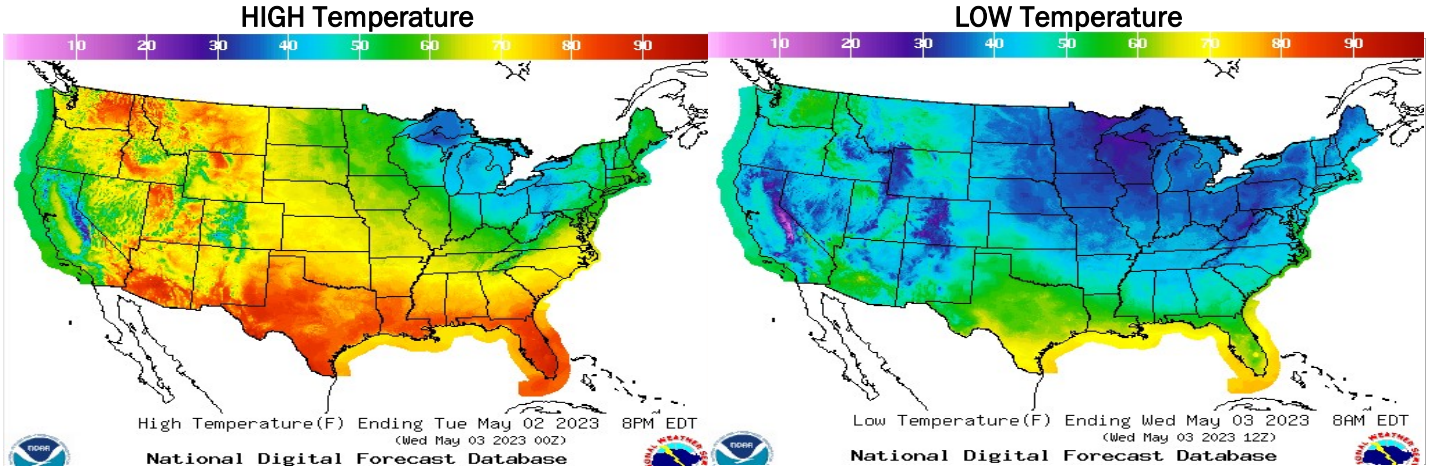 HIGH Temperature
10 20 30 40 50 60 70 80 90
High Temperature(F) Ending Tue May 02 2023 8PM EDT
(Wed May 03 2023 00Z)
National Digital Forecast Database
NOAA
LOW Temperature
10 20 30 40 50 60 70 80 90
Low Temperature(F) Ending Wed May 03 2023 8AM EDT
(Wed May 03 2023 12Z)
National Digital Forecast Database
NOAA